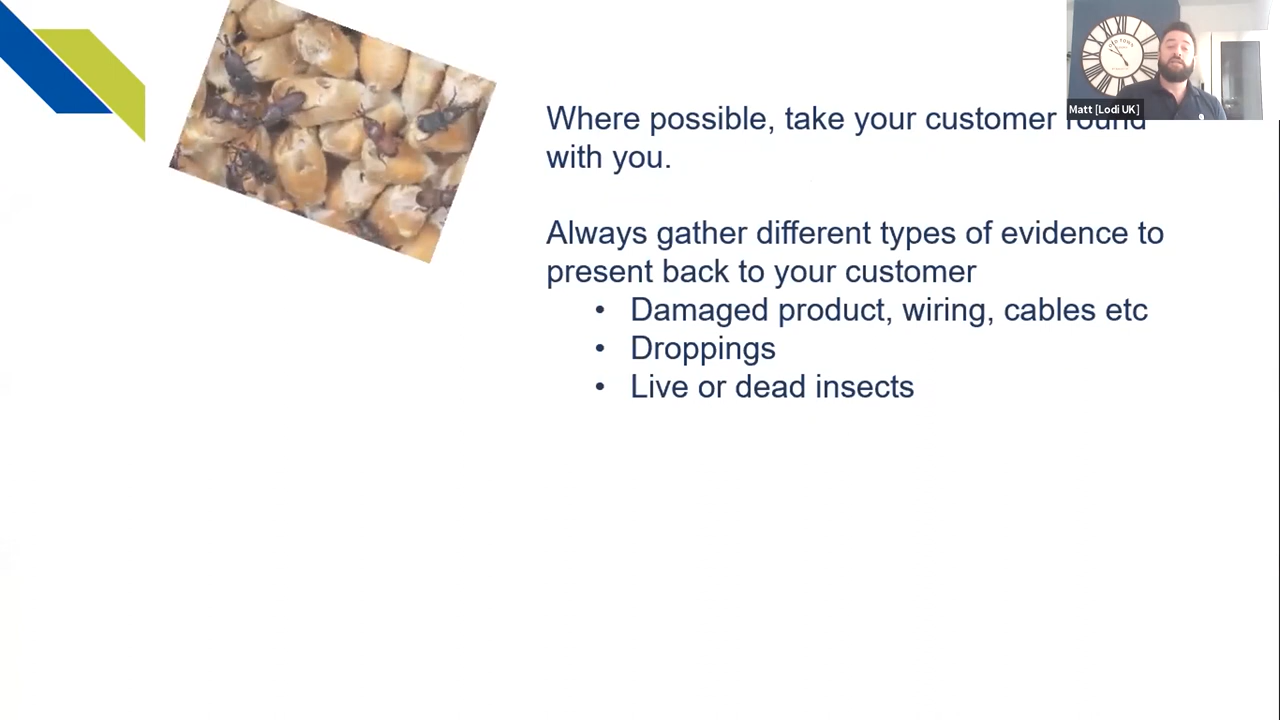 Where possible, take your customer round
with you.
Always gather different types of evidence to
present back to your customer
• Damaged product, wiring, cables etc
• Droppings
• Live or dead insects
Matt [Lodi UK]